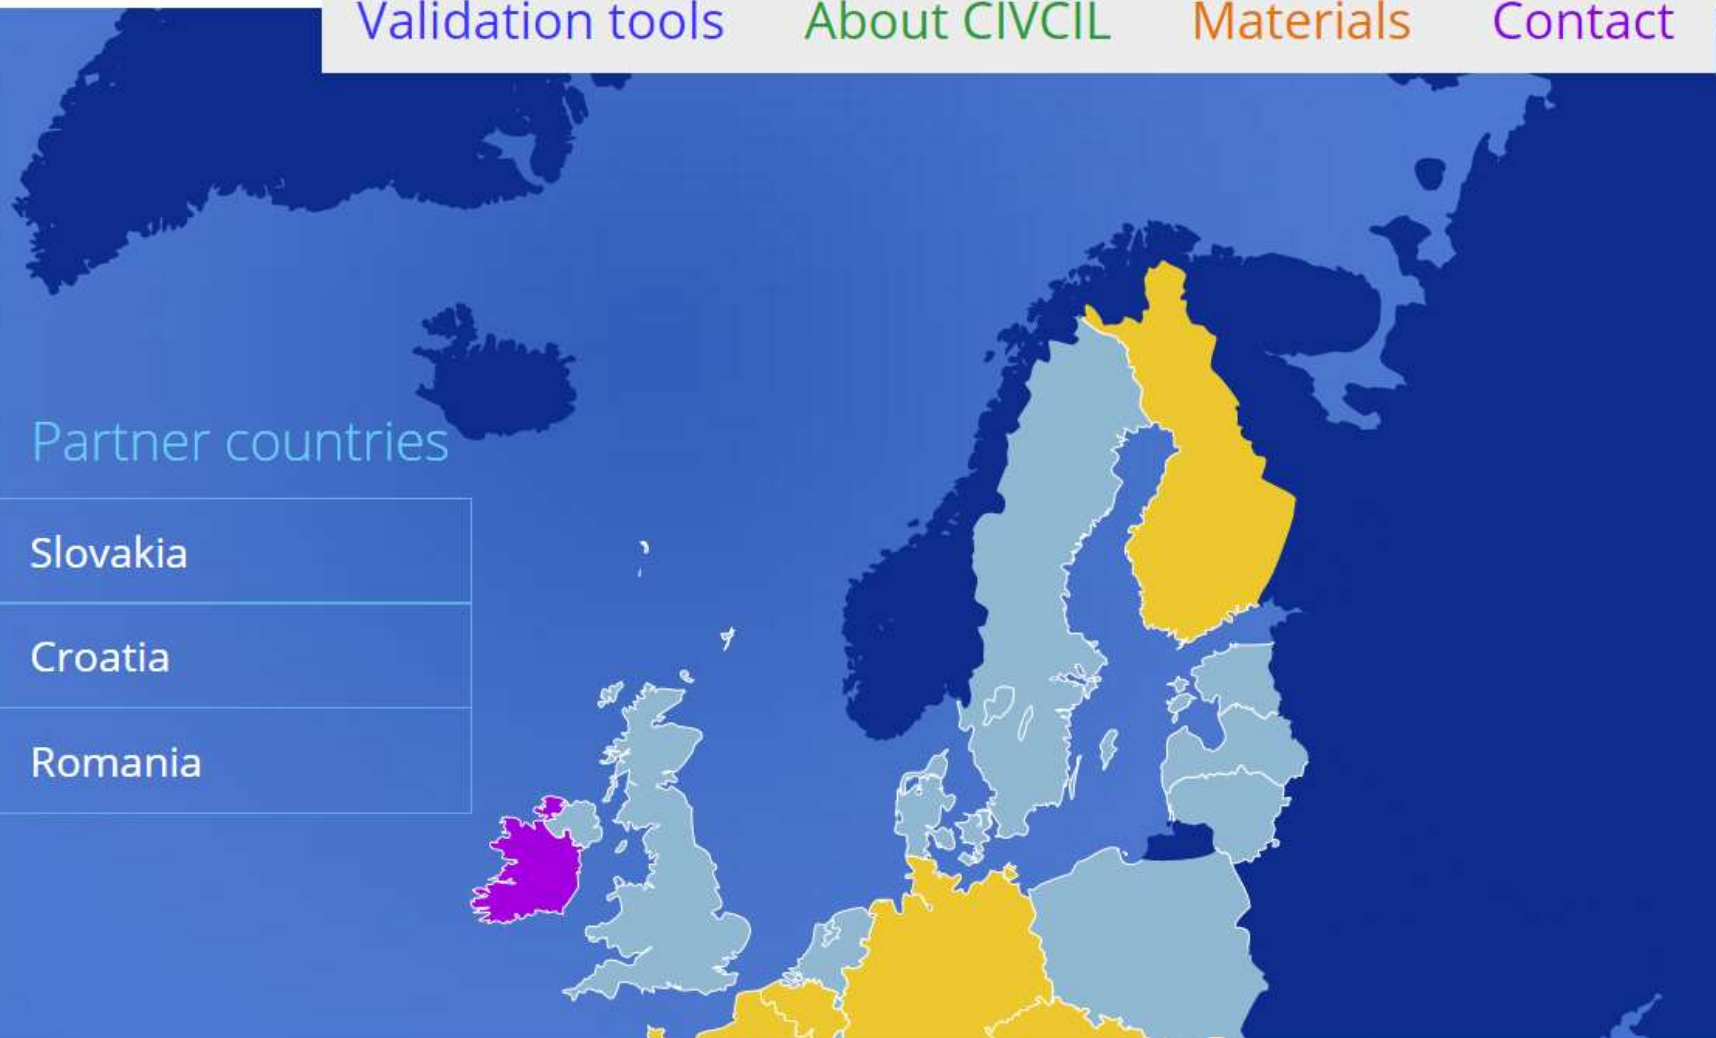 Validation tools About CIVCIL Materials Contact
Partner countries
Slovakia
Croatia
Romania